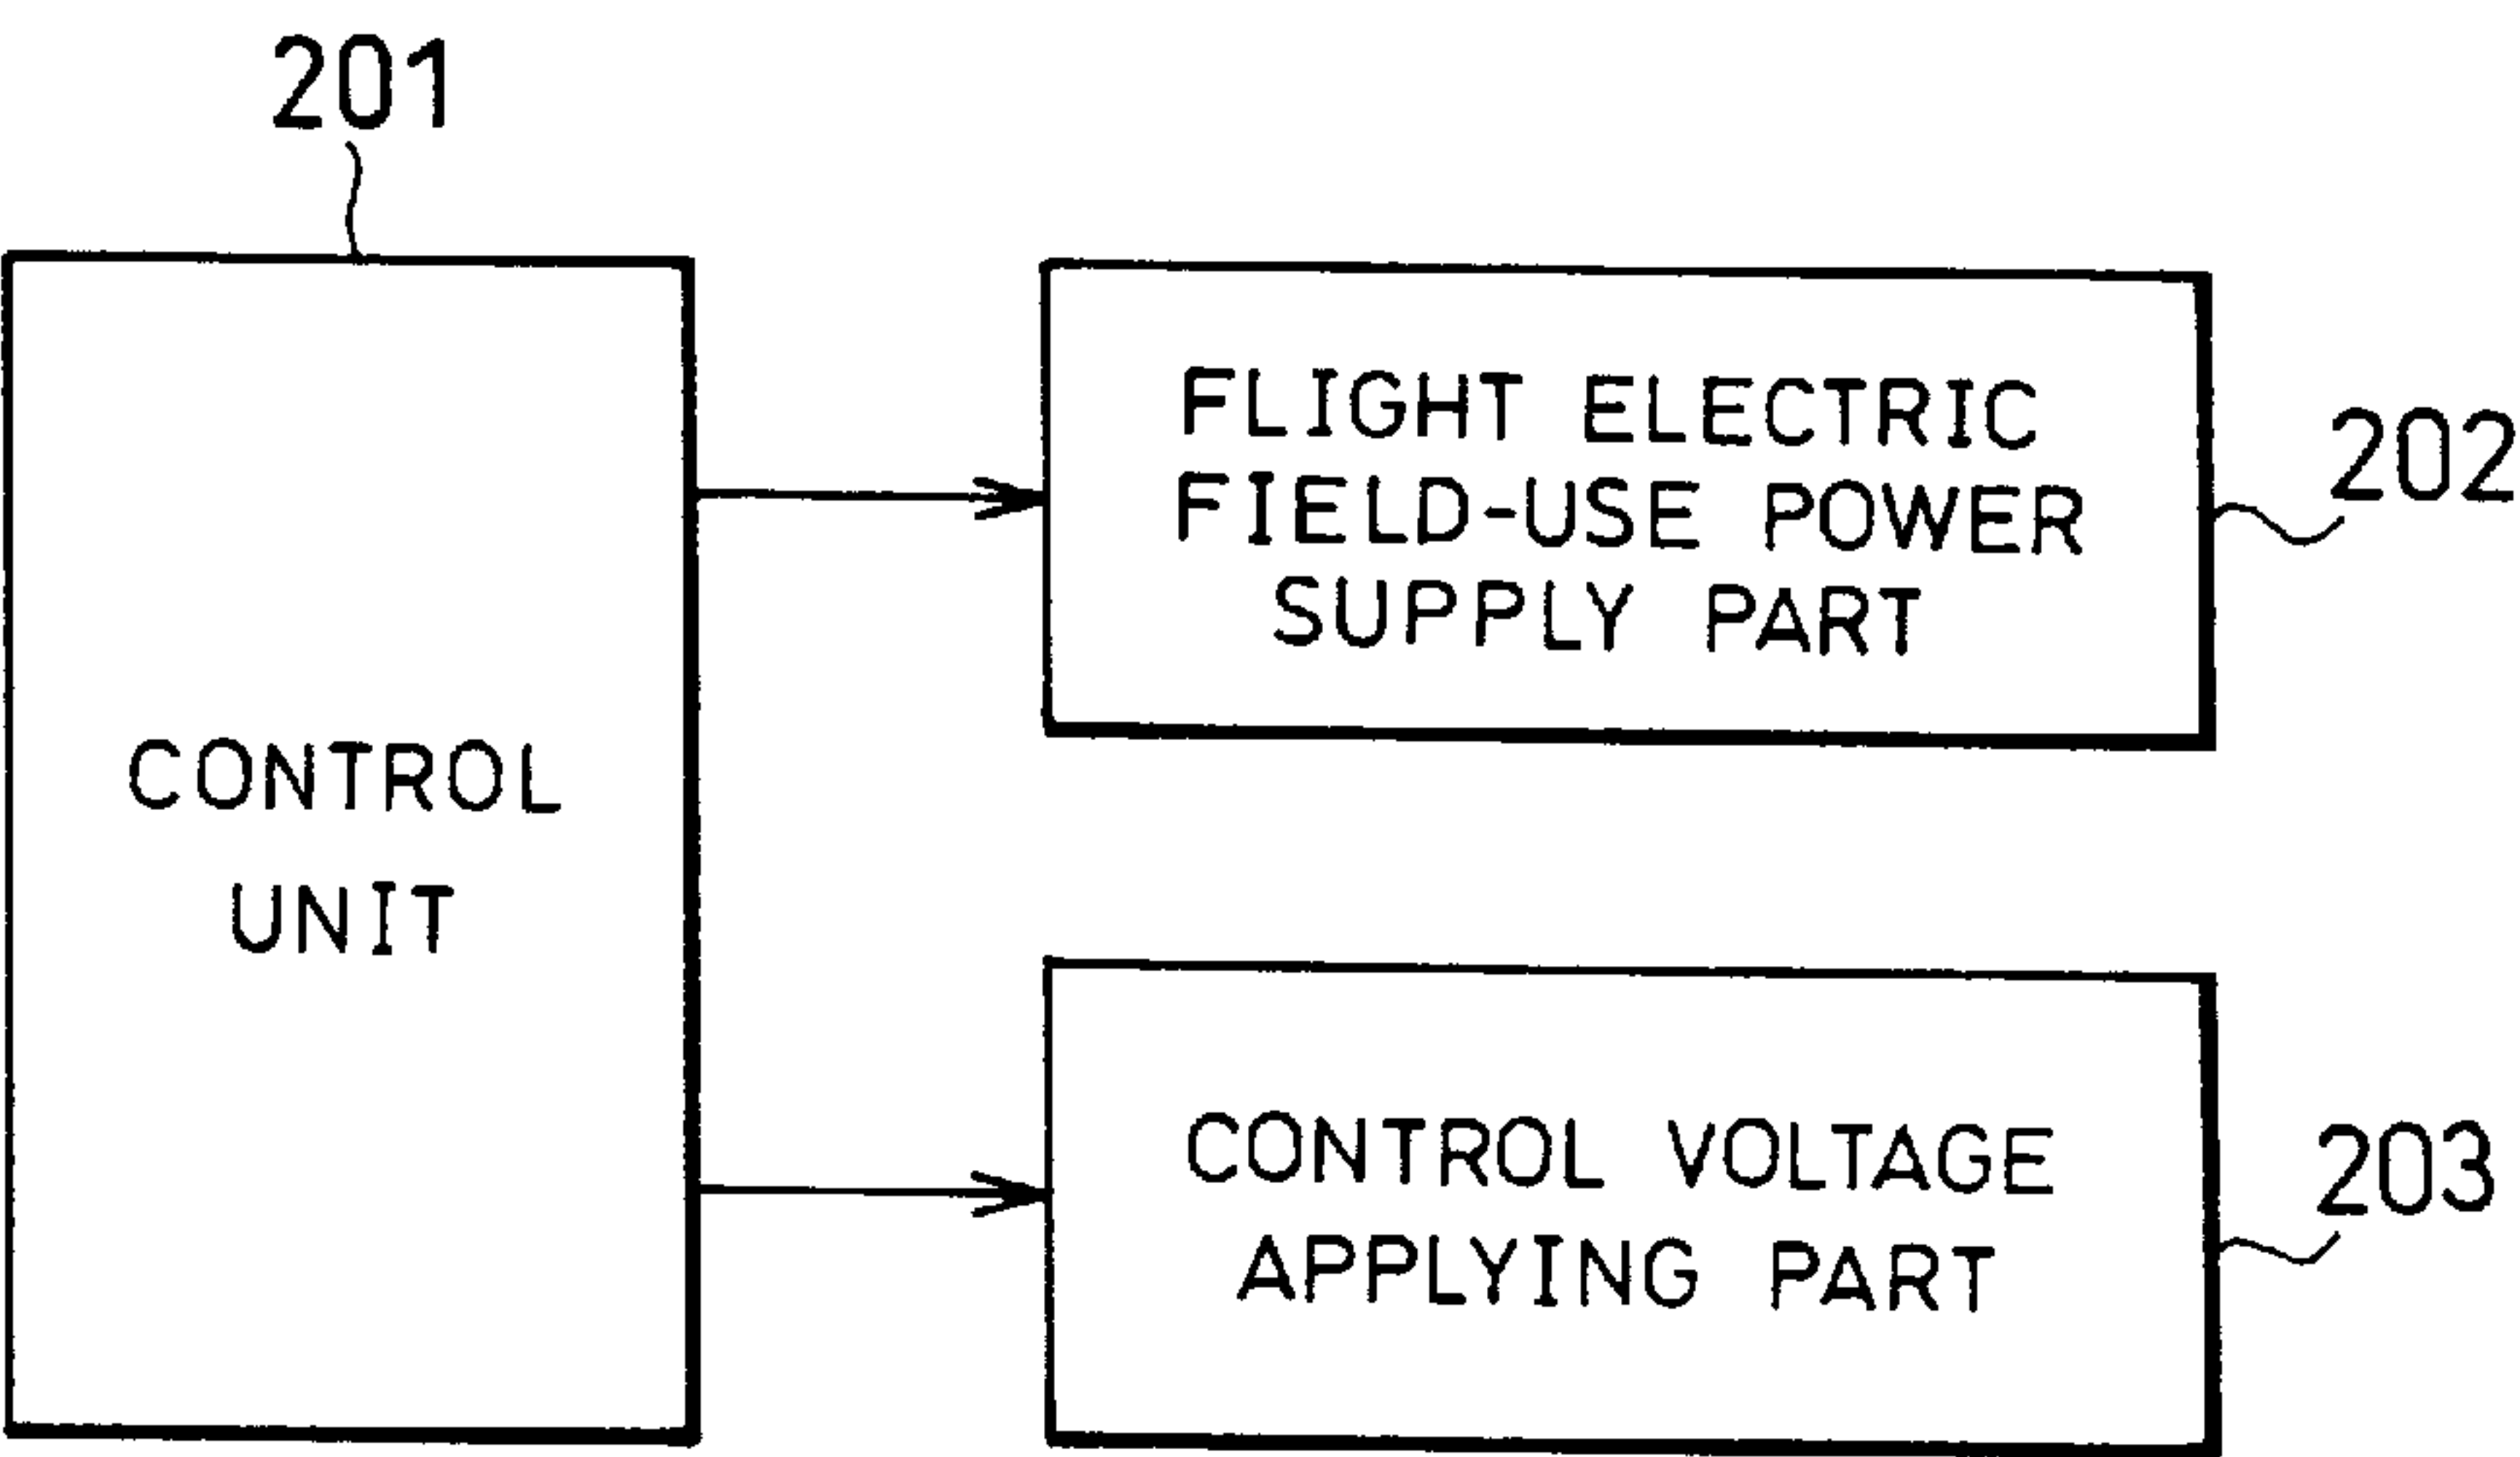 201
FLIGHT ELECTRIC
FIELD-USE POWER
SUPPLY PART
202
CONTROL
UNIT
CONTROL VOLTAGE
APPLYING PART
203